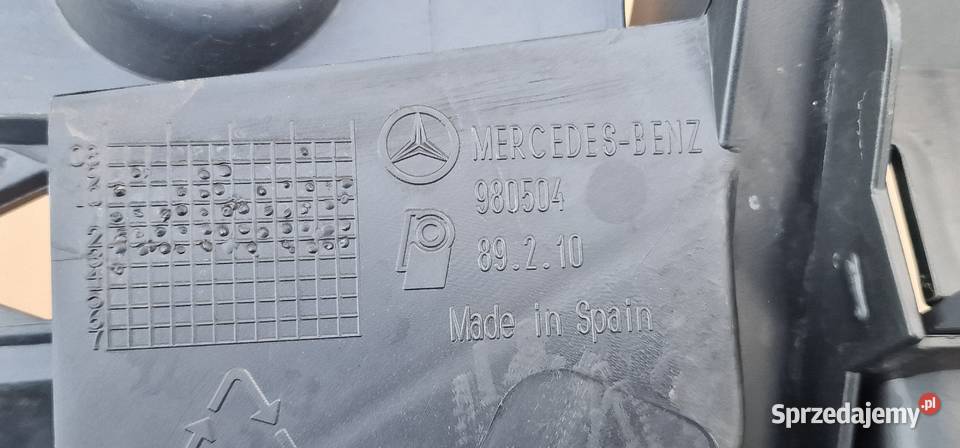 MERCEDES-BENZ
980504
89.2.10
Made in Spain
Sprzedajemy.pl